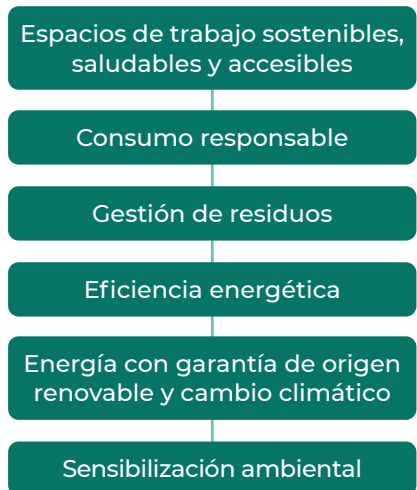 Espacios de trabajo sostenibles,
saludables y accesibles
Consumo responsable
Gestión de residuos
Eficiencia energética
Energía con garantía de origen
renovable y cambio climático
Sensibilización ambiental